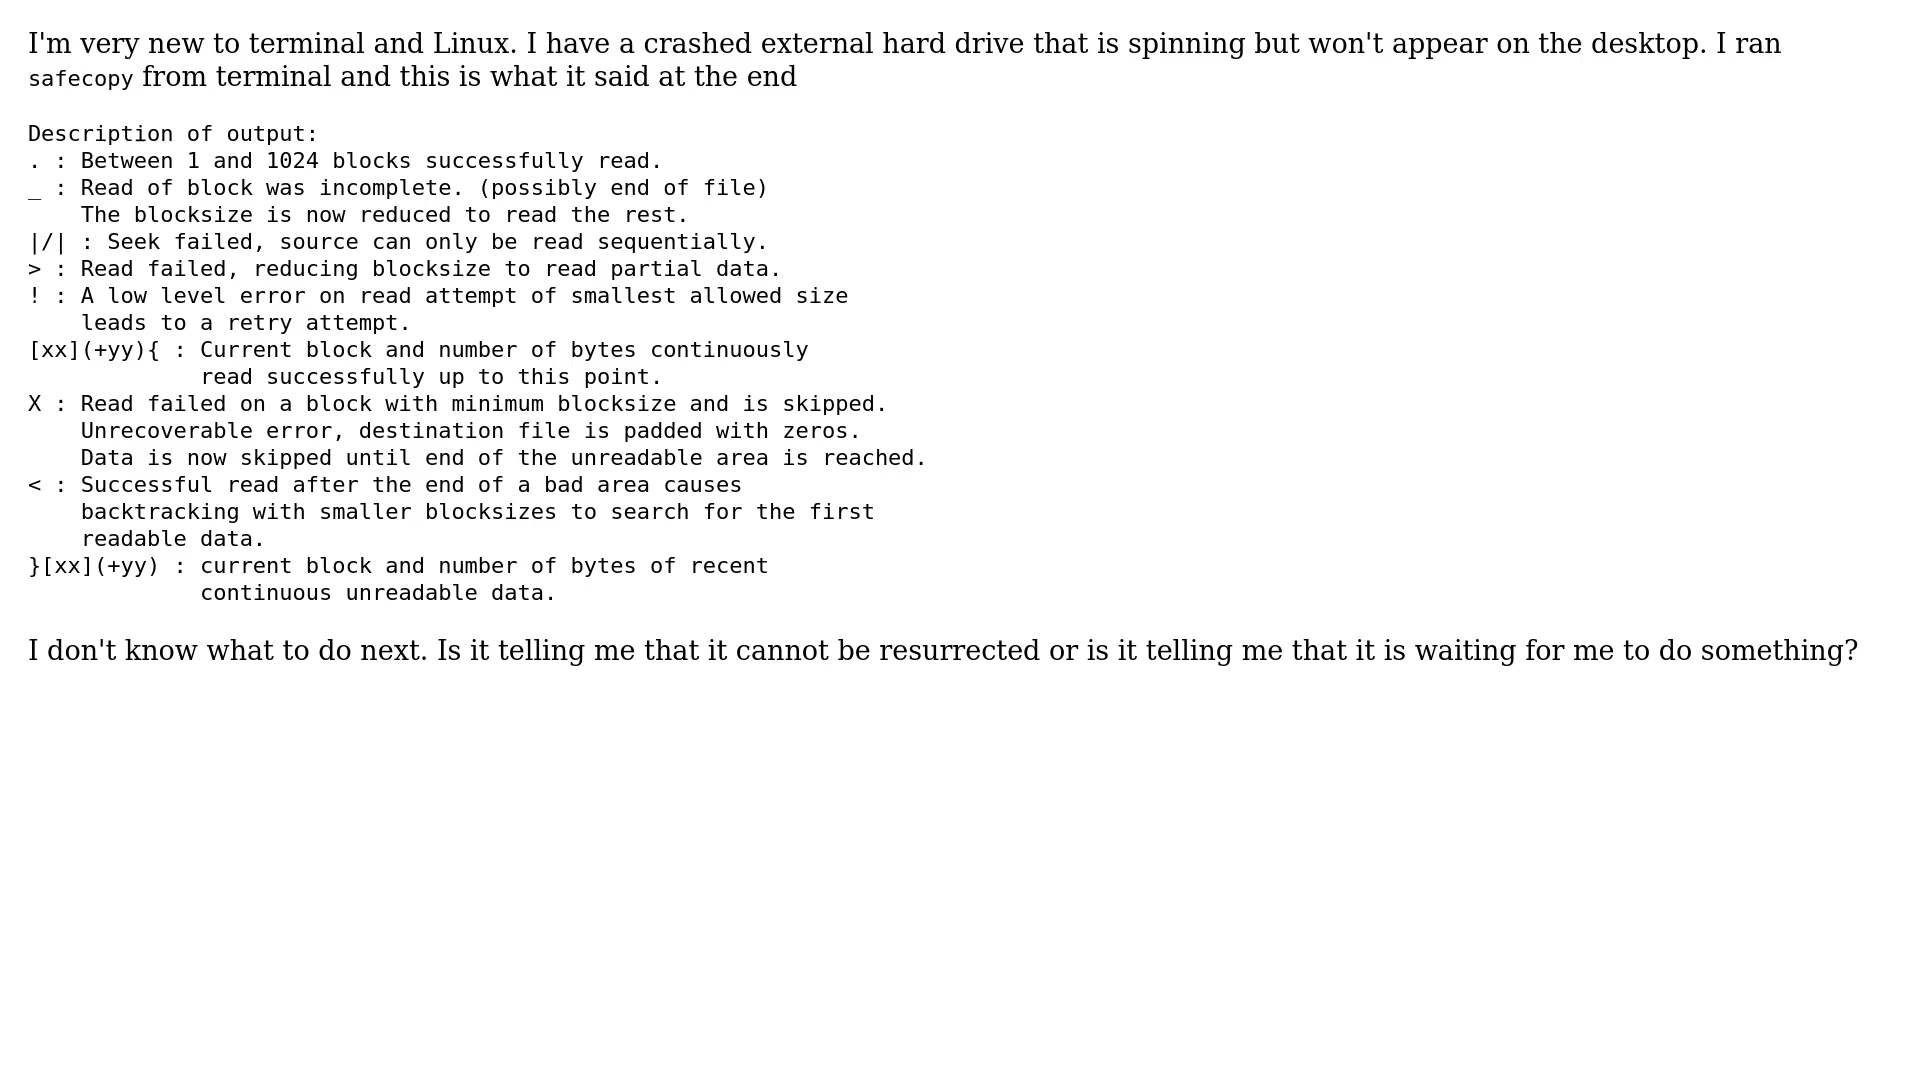 I'm very new to terminal and Linux. I have a crashed external hard drive that is spinning but won't appear on the desktop. I ran
safecopy from terminal and this is what it said at the end
Description of output:
. : Between 1 and 1024 blocks successfully read.
_ : Read of block was incomplete. (possibly end of file)
    The blocksize is now reduced to read the rest.
|/| : Seek failed, source can only be read sequentially.
> : Read failed, reducing blocksize to read partial data.
! : A low level error on read attempt of smallest allowed size
    leads to a retry attempt.
[xx](+yy){ : Current block and number of bytes continuously
             read successfully up to this point.
X : Read failed on a block with minimum blocksize and is skipped.
    Unrecoverable error, destination file is padded with zeros.
    Data is now skipped until end of the unreadable area is reached.
< : Successful read after the end of a bad area causes
    backtracking with smaller blocksizes to search for the first
    readable data.
}[xx](+yy) : current block and number of bytes of recent
             continuous unreadable data.
I don't know what to do next. Is it telling me that it cannot be resurrected or is it telling me that it is waiting for me to do something?